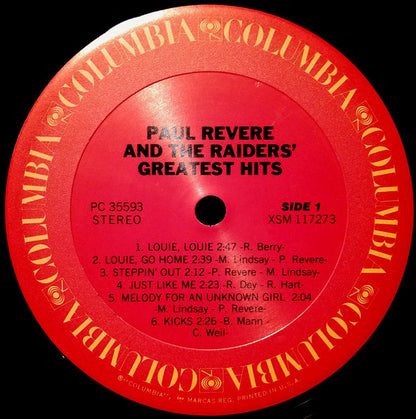 COLUMBIA COLUMBIA COLUMBIA COLUMBIA COLUMBIA COLUMBIA
PAUL REVERE
AND THE RAIDERS'
GREATEST HITS
PC 35593
STEREO
SIDE 1
XSM 117273
1. LOUIE, LOUIE 2:47 -R. Berry-
2. LOUIE, GO HOME 2:39 -M. Lindsay - P. Revere-
3. STEPPIN' OUT 2:12 -P. Revere - M. Lindsay-
4. JUST LIKE ME 2:23 -R. Dey - R. Hart-
5. MELODY FOR AN UNKNOWN GIRL 2:04
-M. Lindsay - P. Revere-
6. KICKS 2:26 -B. Mann -
C. Weil-
®-"COLUMBIA", MARCAS REG. PRINTED IN U.S.A.